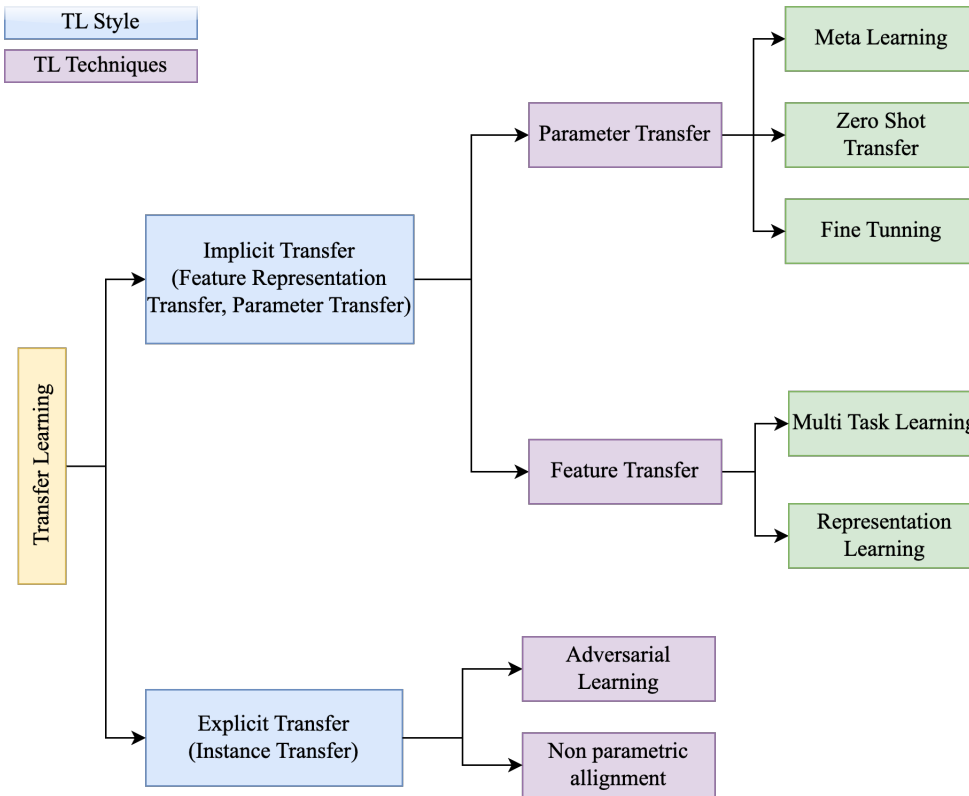 TL Style
TL Techniques
Meta Learning
Parameter Transfer
Zero Shot
Transfer
Fine Tunning
Implicit Transfer
(Feature Representation
Transfer, Parameter Transfer)
Transfer Learning
Multi Task Learning
Feature Transfer
Representation
Learning
Adversarial
Learning
Explicit Transfer
(Instance Transfer)
Non parametric
allignment